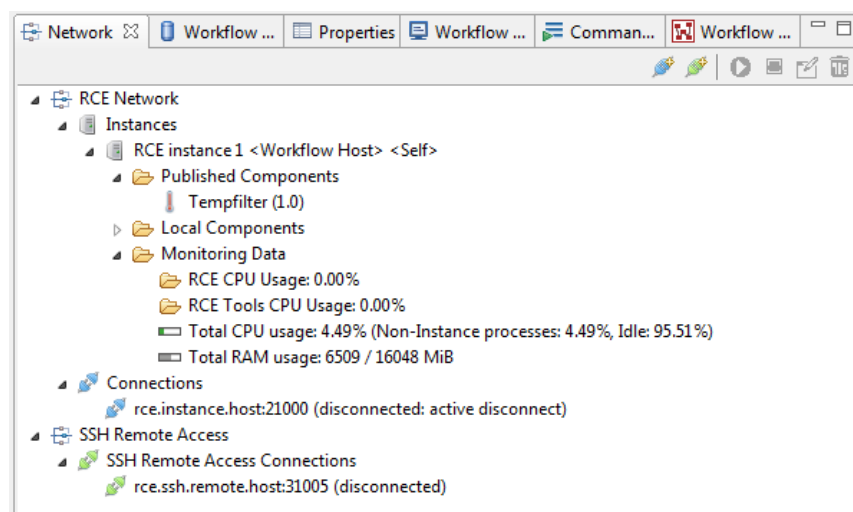 Network Workflow ... Properties Workflow ... Comman... Workflow ...
RCE Network
Instances
RCE instance 1 <Workflow Host> <Self>
Published Components
Tempfilter (1.0)
Local Components
Monitoring Data
RCE CPU Usage: 0.00%
RCE Tools CPU Usage: 0.00%
Total CPU usage: 4.49% (Non-Instance processes: 4.49%, Idle: 95.51%)
Total RAM usage: 6509 / 16048 MiB
Connections
rce.instance.host:21000 (disconnected: active disconnect)
SSH Remote Access
SSH Remote Access Connections
rce.ssh.remote.host:31005 (disconnected)